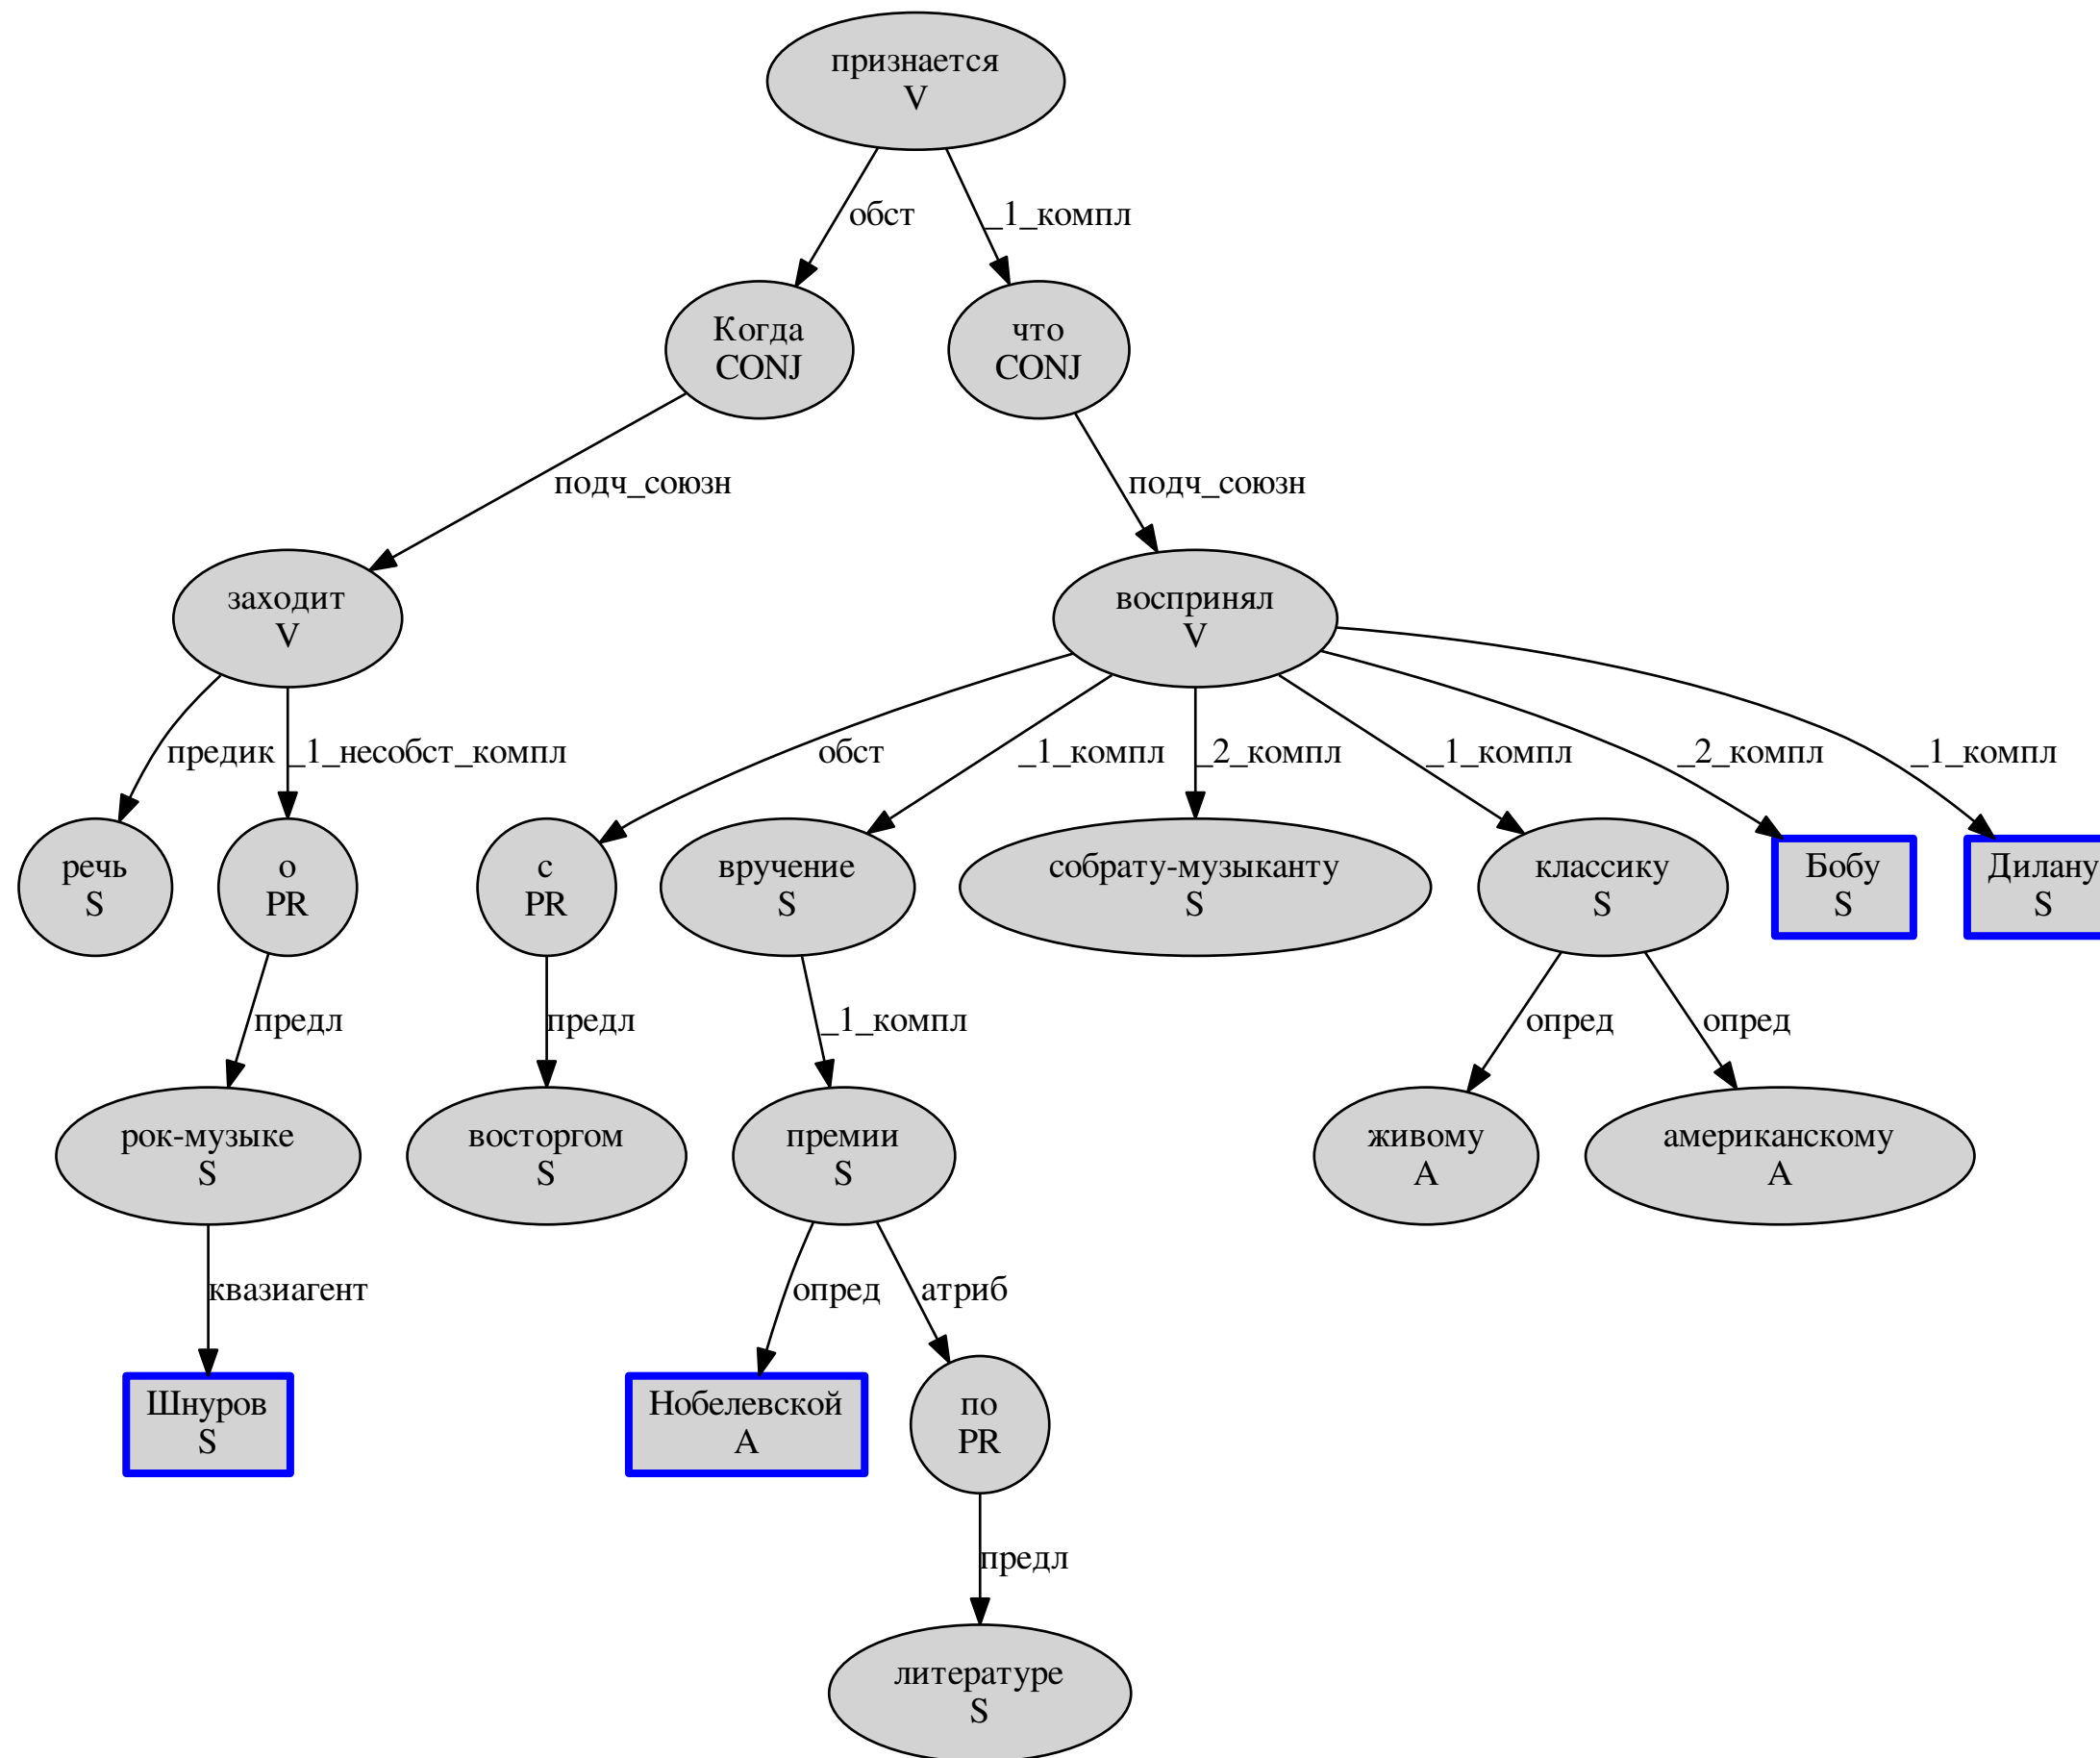 признается
V
обст
_1_компл
Когда
CONJ
что
CONJ
подч_союзн
подч_союзн
заходит
V
воспринял
V
предик
_1_несобст_компл
обст
_1_компл
_2_компл
_1_компл
_2_компл
_1_компл
речь
S
о
PR
с
PR
вручение
S
собрату-музыканту
S
классику
S
Бобу
S
Дилану
S
предл
предл
_1_компл
опред
опред
рок-музыке
S
восторгом
S
премии
S
живому
A
американскому
A
квазиагент
опред
атриб
Шнуров
S
Нобелевской
A
по
PR
предл
литературе
S